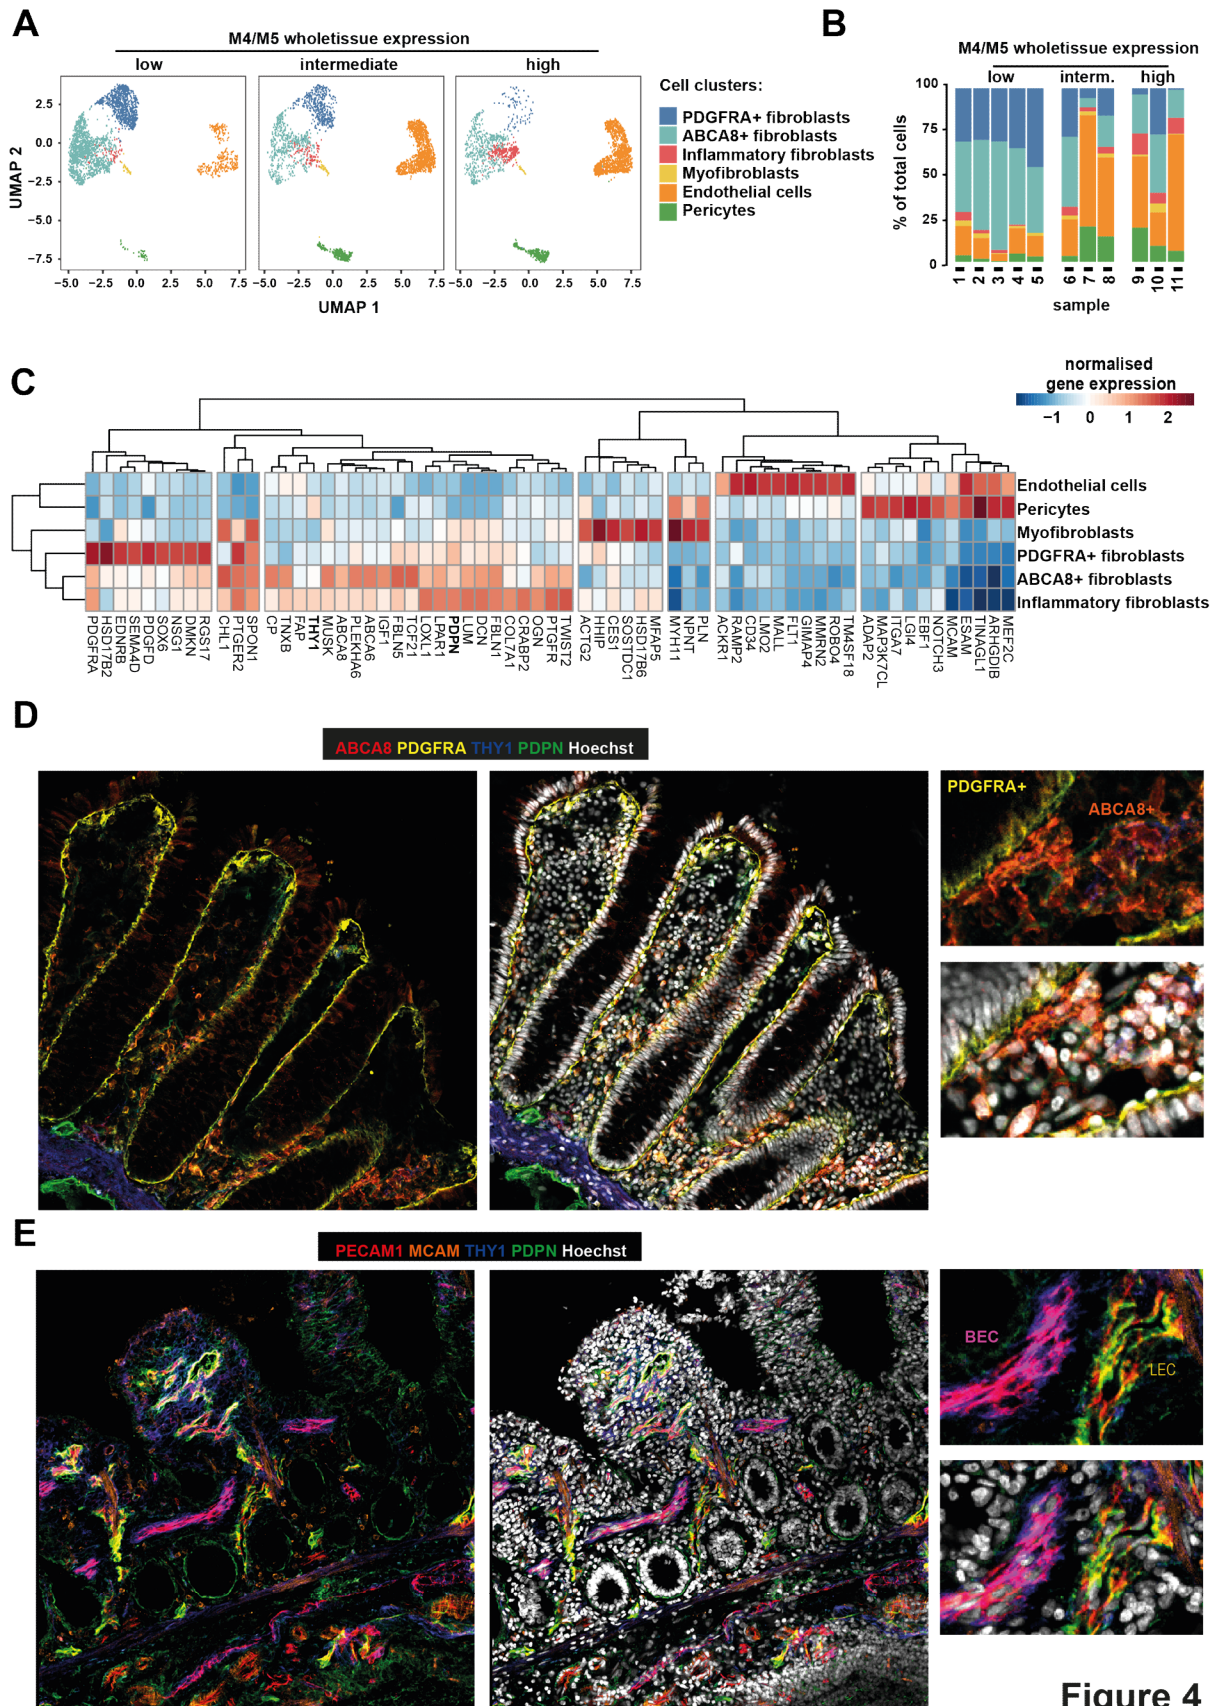 A
M4/M5 wholetissue expression
low
intermediate
high
UMAP 2
2.5
0.0
−2.5
−5.0
−7.5
−5.0 −2.5 0.0 2.5 5.0 7.5
−5.0 −2.5 0.0 2.5 5.0 7.5
−5.0 −2.5 0.0 2.5 5.0 7.5
UMAP 1
Cell clusters:
PDGFRA+ fibroblasts
ABCA8+ fibroblasts
Inflammatory fibroblasts
Myofibroblasts
Endothelial cells
Pericytes
B
M4/M5 wholetissue expression
low
interm.
high
% of total cells
100
75
50
25
0
1 2 3 4 5 6 7 8 9 10 11
sample
C
normalised
gene expression
−1 0 1 2
Endothelial cells
Pericytes
Myofibroblasts
PDGFRA+ fibroblasts
ABCA8+ fibroblasts
Inflammatory fibroblasts
PDGFRA
HSD17B2
EDNRB
SEMA4D
PDGFD
SOX6
NSG1
DMKN
RGS17
CHL1
PTGER2
SPON1
CP
TNXB
FAP
THY1
MUSK
ABCA8
PLEKHA6
ABCA6
IGF1
FBLN5
TCF21
LOXL1
LPAR1
PDPN
LUM
DCN
FBLN1
COL7A1
CRABP2
OGN
PTGFR
TWIST2
ACTG2
HHIP
CES1
SOSTDC1
HSD17B6
MFAP5
MYH11
NPNT
PLN
ACKR1
RAMP2
CD34
LMO2
MALL
FLT1
GIMAP4
MMRN2
ROBO4
TM4SF18
ADAP2
MAP3K7CL
ITGA7
LGI4
EBF1
NOTCH3
MCAM
ESAM
TINAGL1
ARHGDIB
MEF2C
D
ABCA8 PDGFRA THY1 PDPN Hoechst
PDGFRA+
ABCA8+
E
PECAM1 MCAM THY1 PDPN Hoechst
BEC
LEC
Figure 4